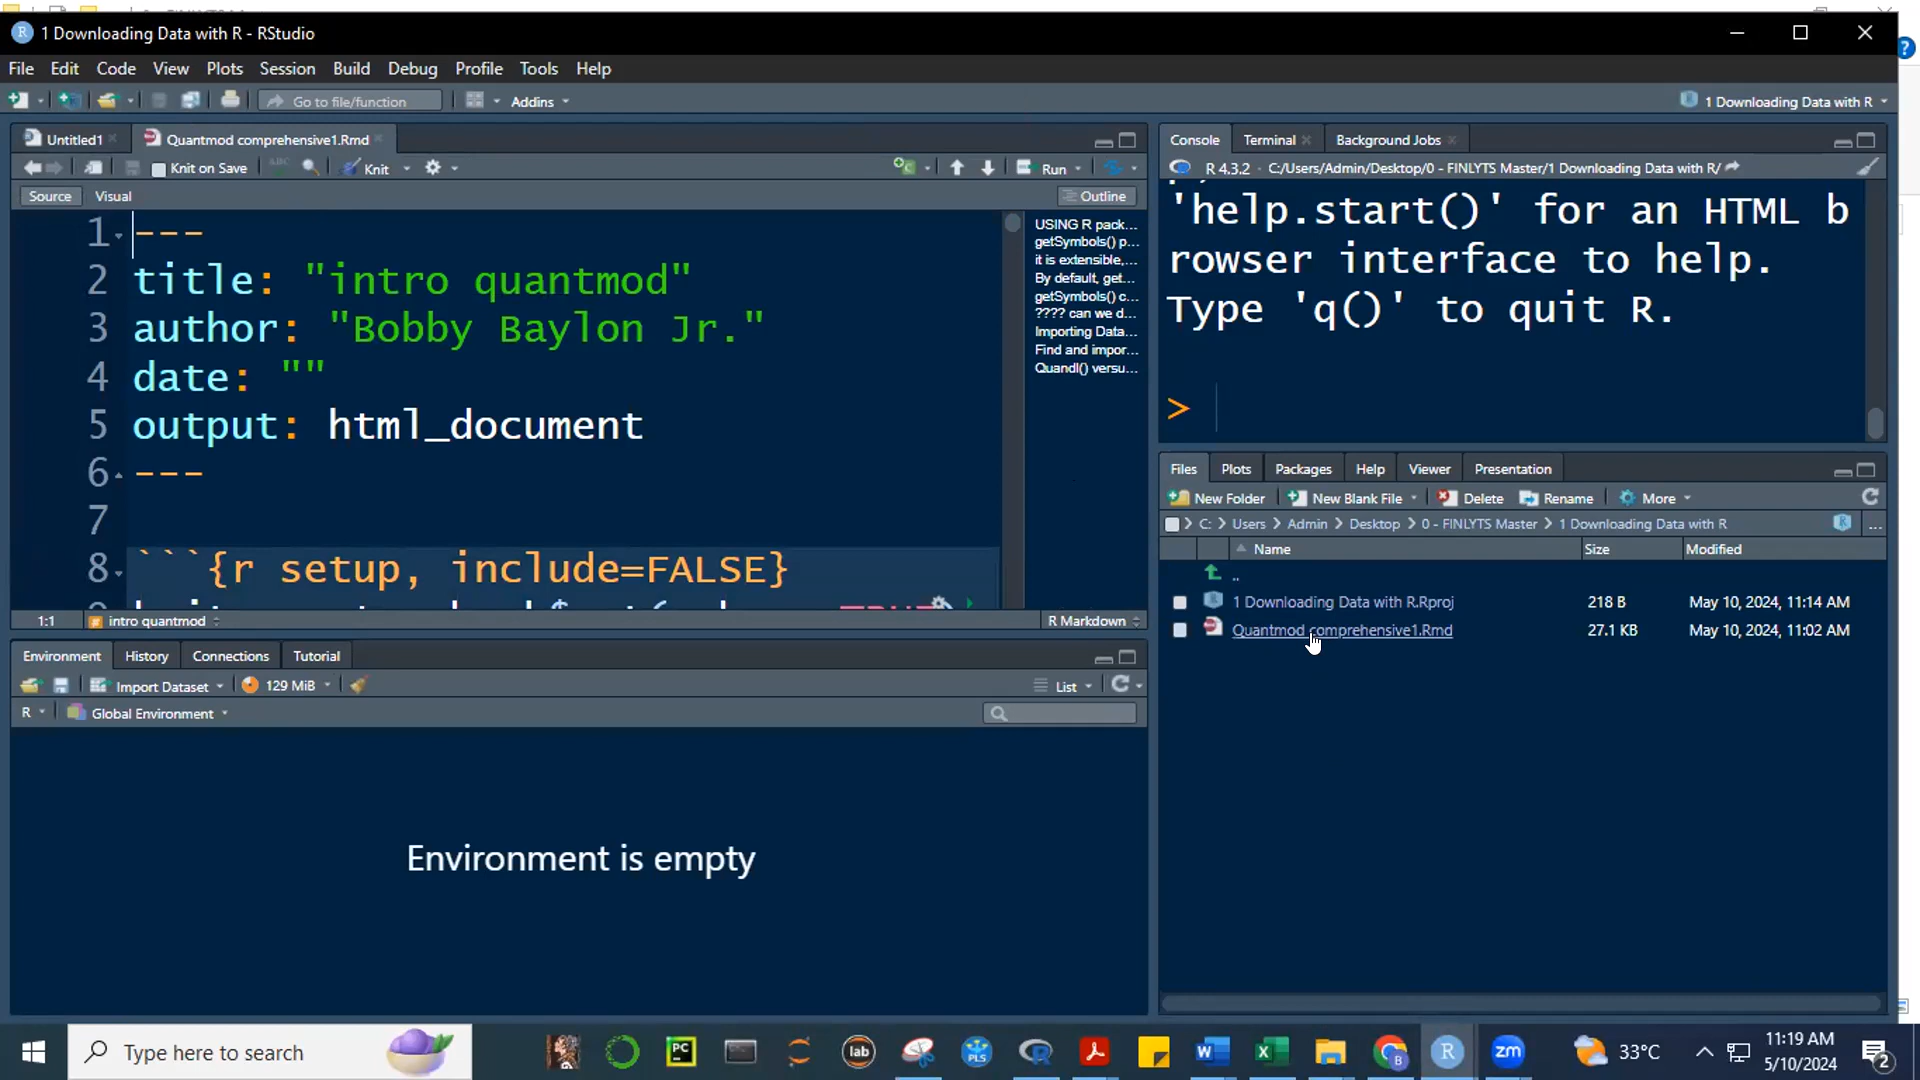 1 Downloading Data with R - RStudio
File Edit Code View Plots Session Build Debug Profile Tools Help
Go to file/function Addins 1 Downloading Data with R
Untitled1 Quantmod comprehensive1.Rmd
Knit on Save ABC Knit Run
Source Visual Outline
1 ---
2 title: "intro quantmod"
3 author: "Bobby Baylon Jr."
4 date: ""
5 output: html_document
6 ---
7
8 ```{r setup, include=FALSE}
USING R pack...
getSymbols() p...
it is extensible,...
By default, get...
getSymbols() c...
???? can we d...
Importing Data...
Find and impor...
Quandl() versu...
1:1 intro quantmod R Markdown
Environment History Connections Tutorial
Import Dataset 129 MiB List
R Global Environment
Environment is empty
Console Terminal Background Jobs
R 4.3.2 · C:/Users/Admin/Desktop/0 - FINLYTS Master/1 Downloading Data with R/
'help.start()' for an HTML b
rowser interface to help.
Type 'q()' to quit R.
>
Files Plots Packages Help Viewer Presentation
New Folder New Blank File Delete Rename More
C: Users Admin Desktop 0 - FINLYTS Master 1 Downloading Data with R ...
Name Size Modified
..
1 Downloading Data with R.Rproj 218 B May 10, 2024, 11:14 AM
Quantmod comprehensive1.Rmd 27.1 KB May 10, 2024, 11:02 AM
Type here to search PC lab PLS zm 33°C 11:19 AM
5/10/2024 2